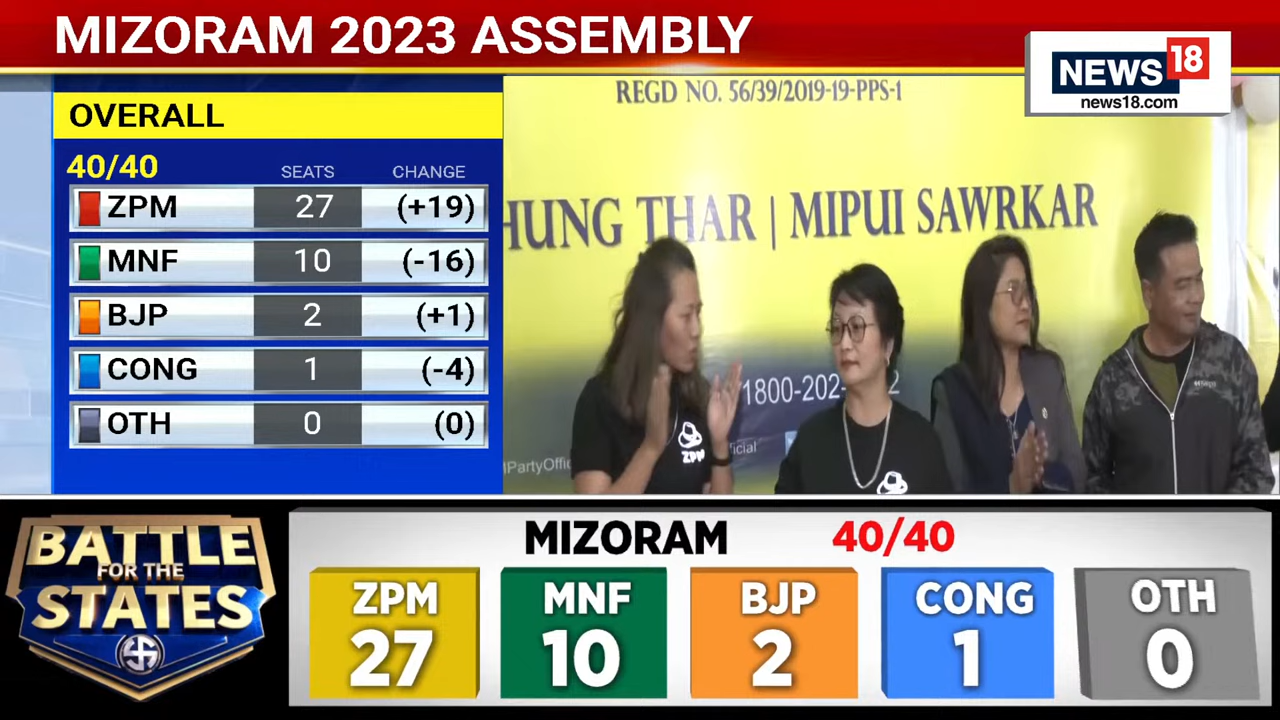 MIZORAM 2023 ASSEMBLY
NEWS 18
news18.com
OVERALL
40/40 SEATS CHANGE
ZPM 27 (+19)
MNF 10 (-16)
BJP 2 (+1)
CONG 1 (-4)
OTH 0 (0)
REGD NO. 56/39/2019-19-PPS-1
HUNG THAR | MIPUI SAWRKAR
1800-202-
ZPM
BATTLE
FOR THE
STATES
MIZORAM 40/40
ZPM MNF BJP CONG OTH
27 10 2 1 0